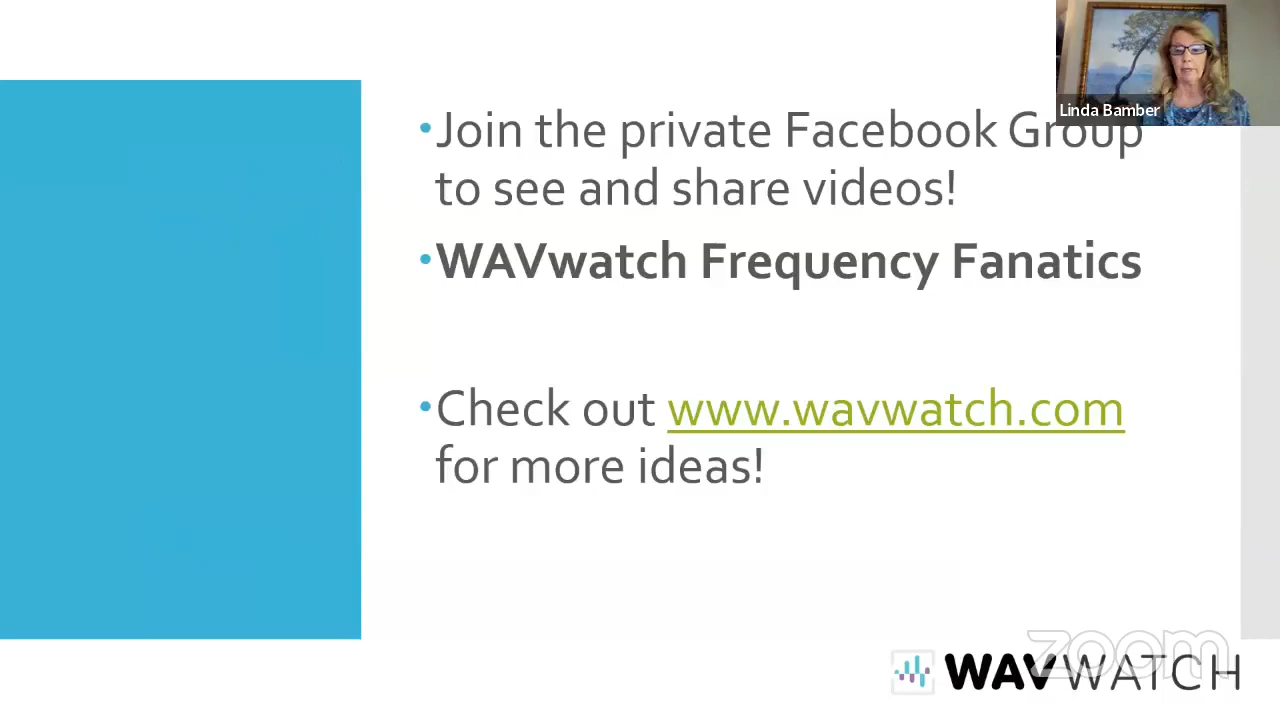 Linda Bamber
•Join the private Facebook Group
to see and share videos!
•WAVwatch Frequency Fanatics
•Check out www.wavwatch.com
for more ideas!
zoom
WAVWATCH